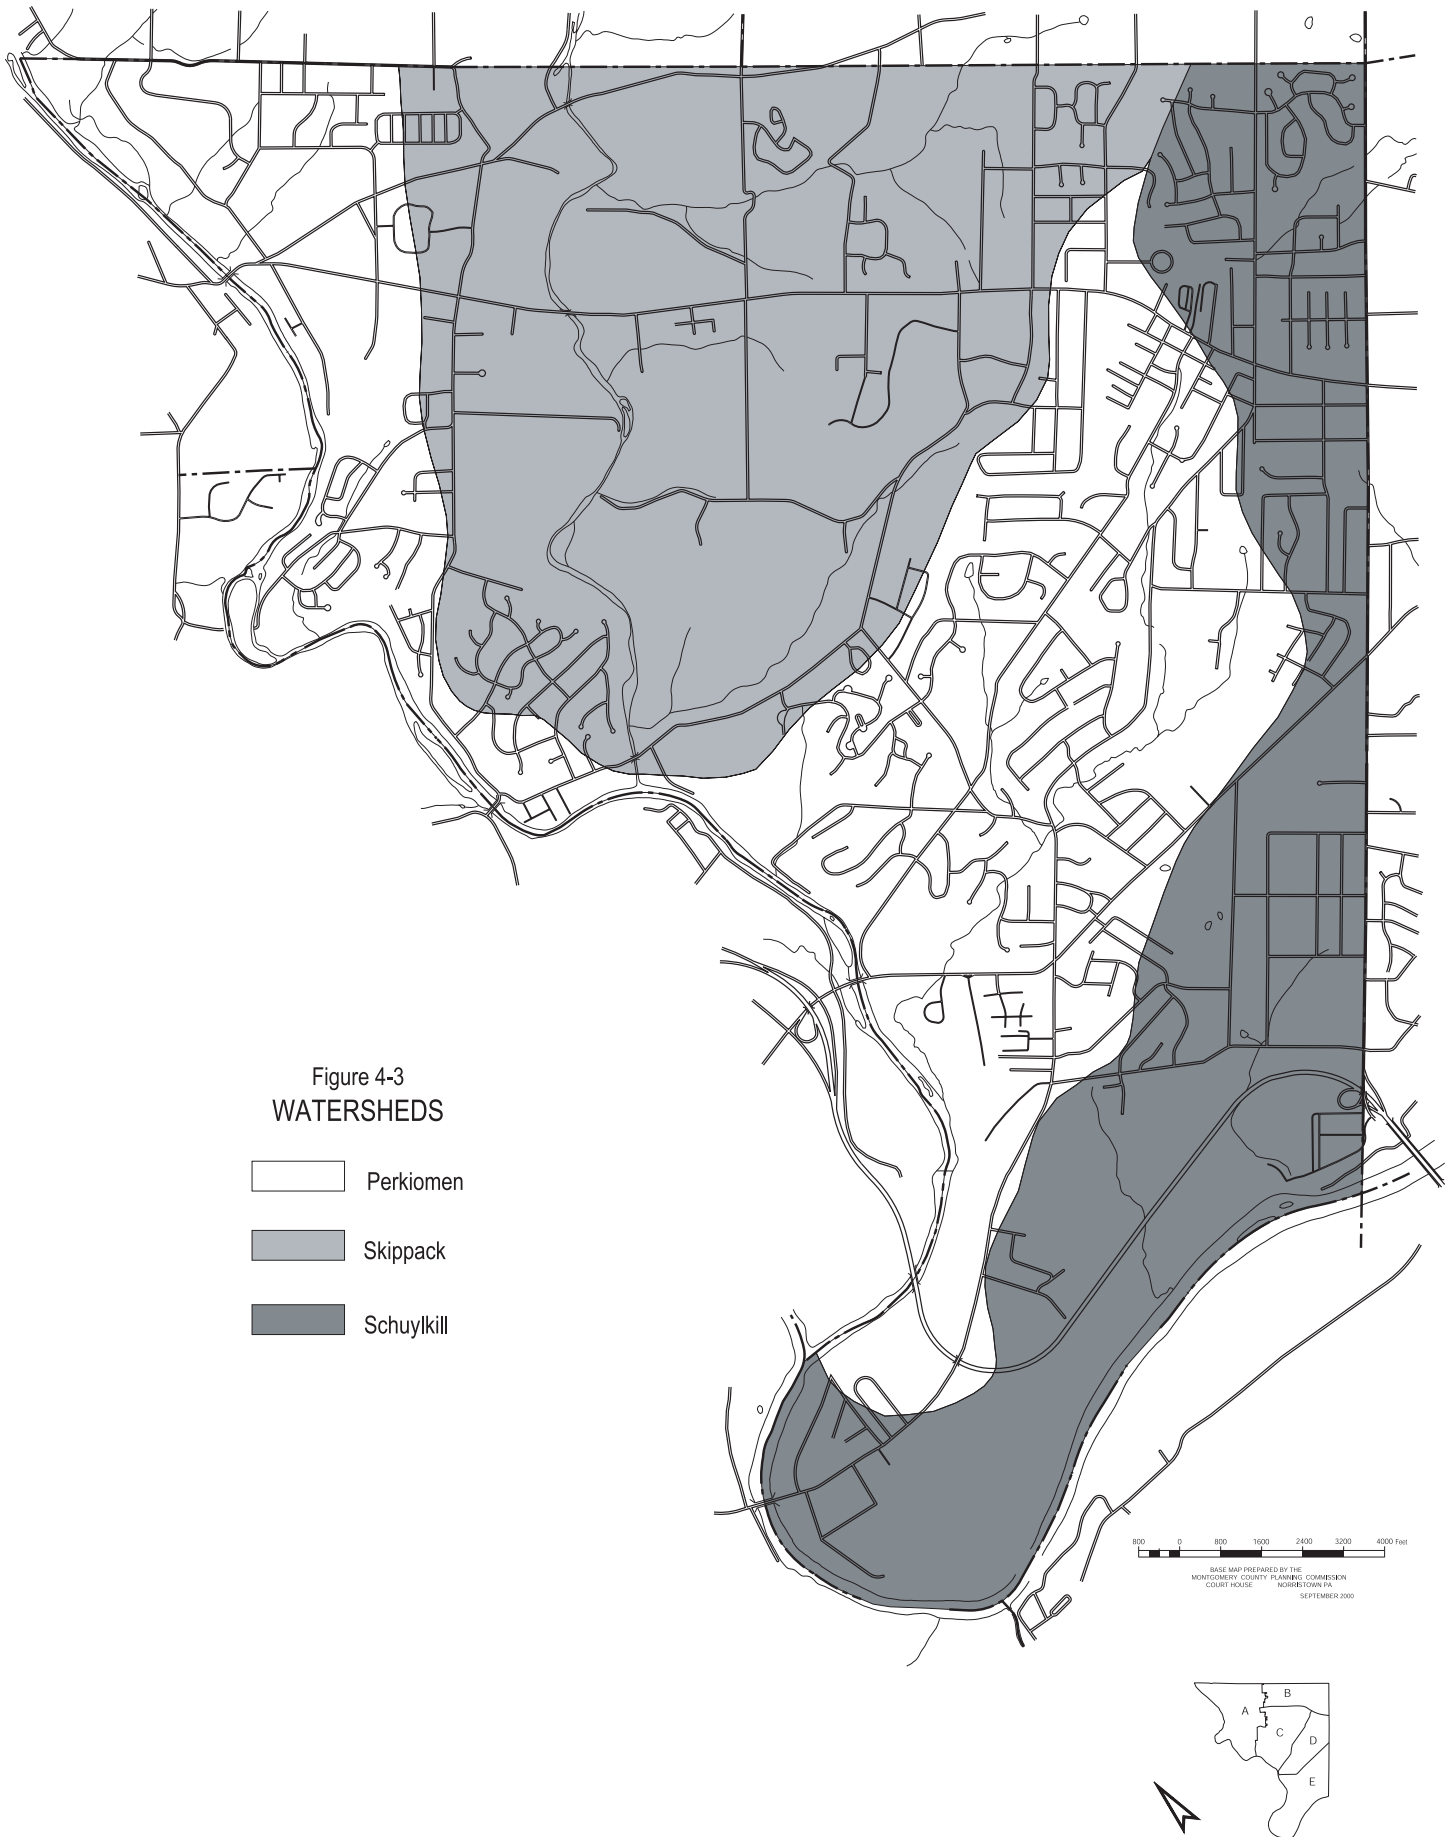 Figure 4-3
WATERSHEDS
Perkiomen
Skippack
Schuylkill
800 0 800 1600 2400 3200 4000 Feet
BASE MAP PREPARED BY THE
MONTGOMERY COUNTY PLANNING COMMISSION
COURT HOUSE NORRISTOWN PA
SEPTEMBER 2000
B
A
C
D
E